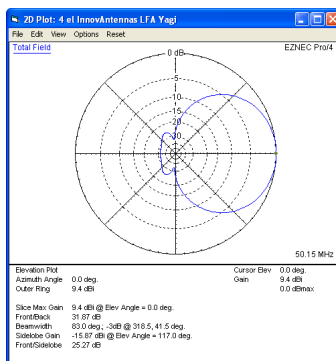 2D Plot: 4 el InnovAntennas LFA Yagi
File Edit View Options Reset
Total Field
EZNEC Pro/4
0 dB
-5
-10
-15
-20
-30
50.15 MHz
Elevation Plot
Cursor Elev 0.0 deg.
Azimuth Angle 0.0 deg.
Gain 9.4 dBi
Outer Ring 9.4 dBi
0.0 dBmax
Slice Max Gain 9.4 dBi @ Elev Angle = 0.0 deg.
Front/Back 31.87 dB
Beamwidth 83.0 deg.; -3dB @ 318.5, 41.5 deg.
Sidelobe Gain -15.87 dBi @ Elev Angle = 117.0 deg.
Front/Sidelobe 25.27 dB